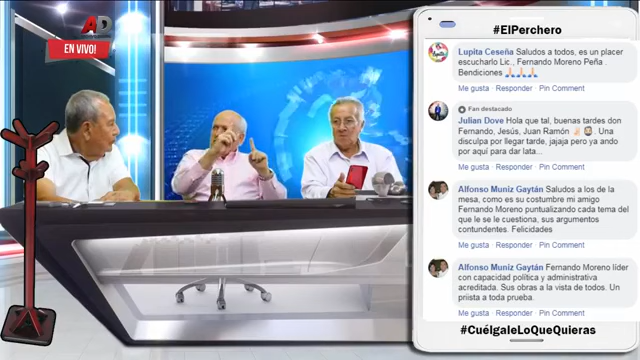 AD
EN VIVO!
#ElPerchero
Lupita Ceseña Saludos a todos, es un placer
escucharlo Lic., Fernando Moreno Peña .
Bendiciones 🙏🙏🙏
Me gusta · Responder · Pin Comment
Fan destacado
Julian Dove Hola que tal, buenas tardes don
Fernando, Jesús, Juan Ramón ✌🏻🧔🏻 Una
disculpa por llegar tarde, jajaja pero ya ando
por aquí para dar lata...
Me gusta · Responder · Pin Comment
Alfonso Muniz Gaytán Saludos a los de la
mesa, como es su costumbre mi amigo
Fernando Moreno puntualizando cada tema del
que le se le cuestiona, sus argumentos
contundentes. Felicidades
Me gusta · Responder · Pin Comment
Alfonso Muniz Gaytán Fernando Moreno líder
con capacidad política y administrativa
acreditada. Sus obras a la vista de todos. Un
priista a toda prueba.
Me gusta · Responder · Pin Comment
#CuélgaleLoQueQuieras